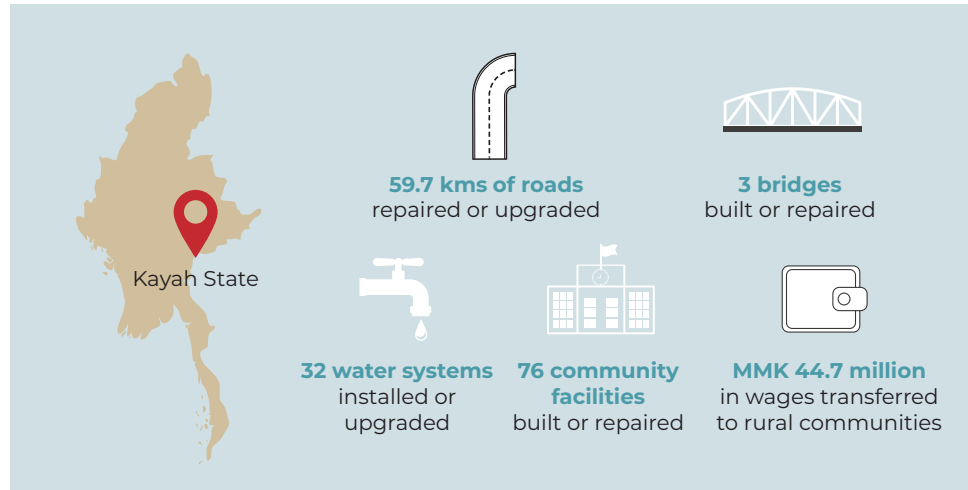 59.7 kms of roads
repaired or upgraded
3 bridges
built or repaired
Kayah State
32 water systems
installed or
upgraded
76 community
facilities
built or repaired
MMK 44.7 million
in wages transferred
to rural communities